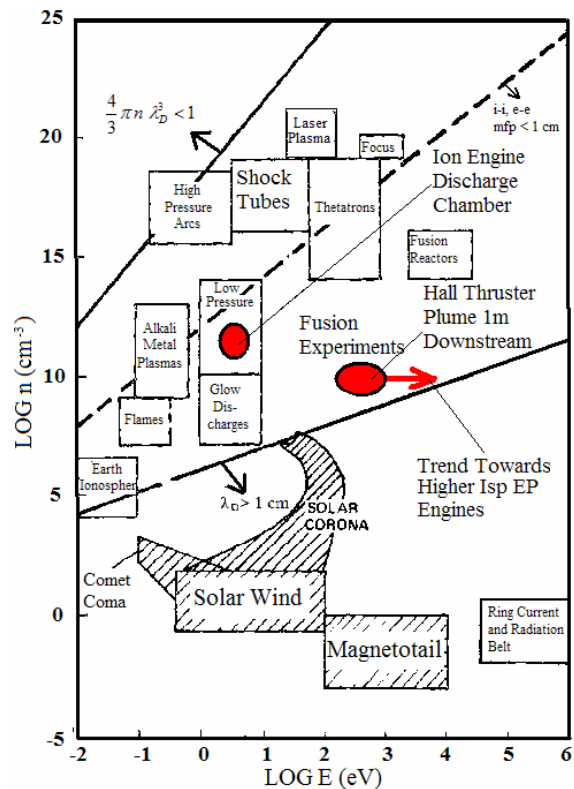 25
20
15
10
5
0
-5
LOG n (cm⁻³)
4/3 π n λ_D³ < 1
i-i, e-e
mfp < 1 cm
Laser
Plasma
Focus
Ion Engine
Discharge
Chamber
High
Pressure
Arcs
Shock
Tubes
Thetatrons
Fusion
Reactors
Low
Pressure
Hall Thruster
Plume 1m
Downstream
Alkali
Metal
Plasmas
Fusion
Experiments
Flames
Glow
Dis-
charges
Earth
Ionospher
λ_D > 1 cm
SOLAR
CORONA
Trend Towards
Higher Isp EP
Engines
Comet
Coma
Solar Wind
Magnetotail
Ring Current
and Radiation
Belt
-2 -1 0 1 2 3 4 5 6
LOG E (eV)